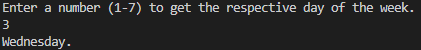 Enter a number (1-7) to get the respective day of the week.
3
Wednesday.